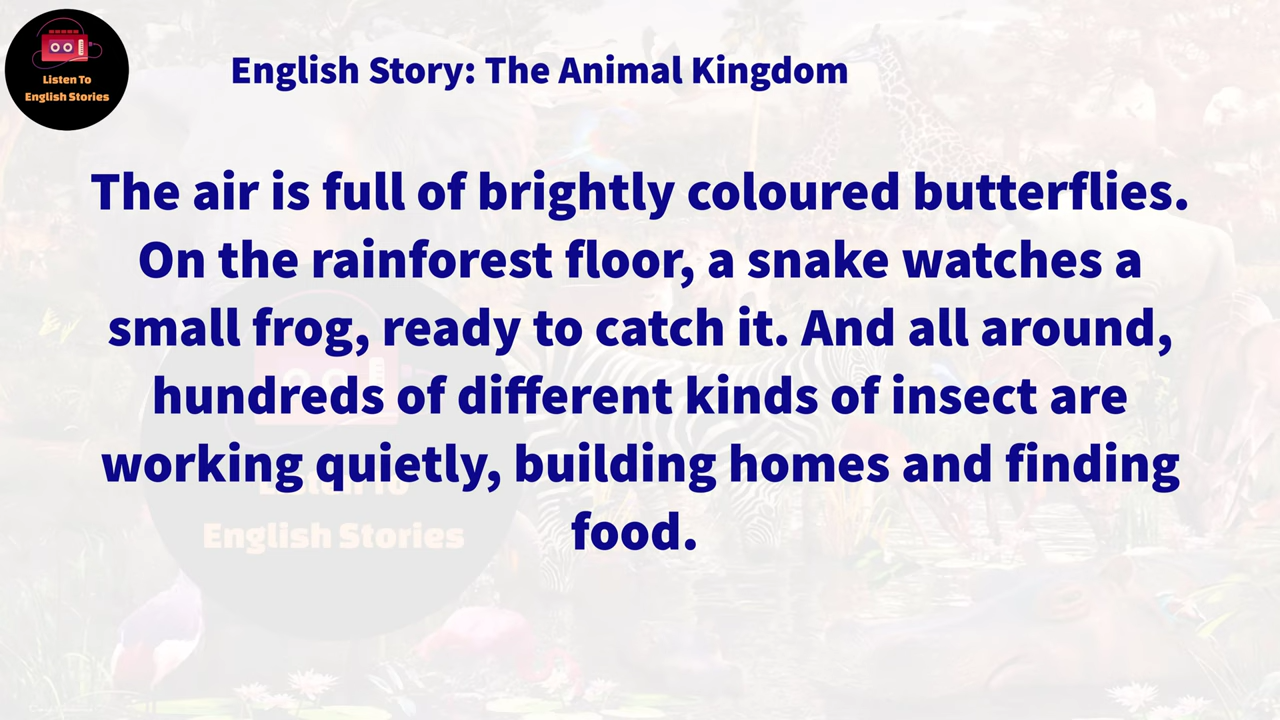 Listen To
English Stories
English Story: The Animal Kingdom
The air is full of brightly coloured butterflies.
On the rainforest floor, a snake watches a
small frog, ready to catch it. And all around,
hundreds of different kinds of insect are
working quietly, building homes and finding
food.
Listen To
English Stories